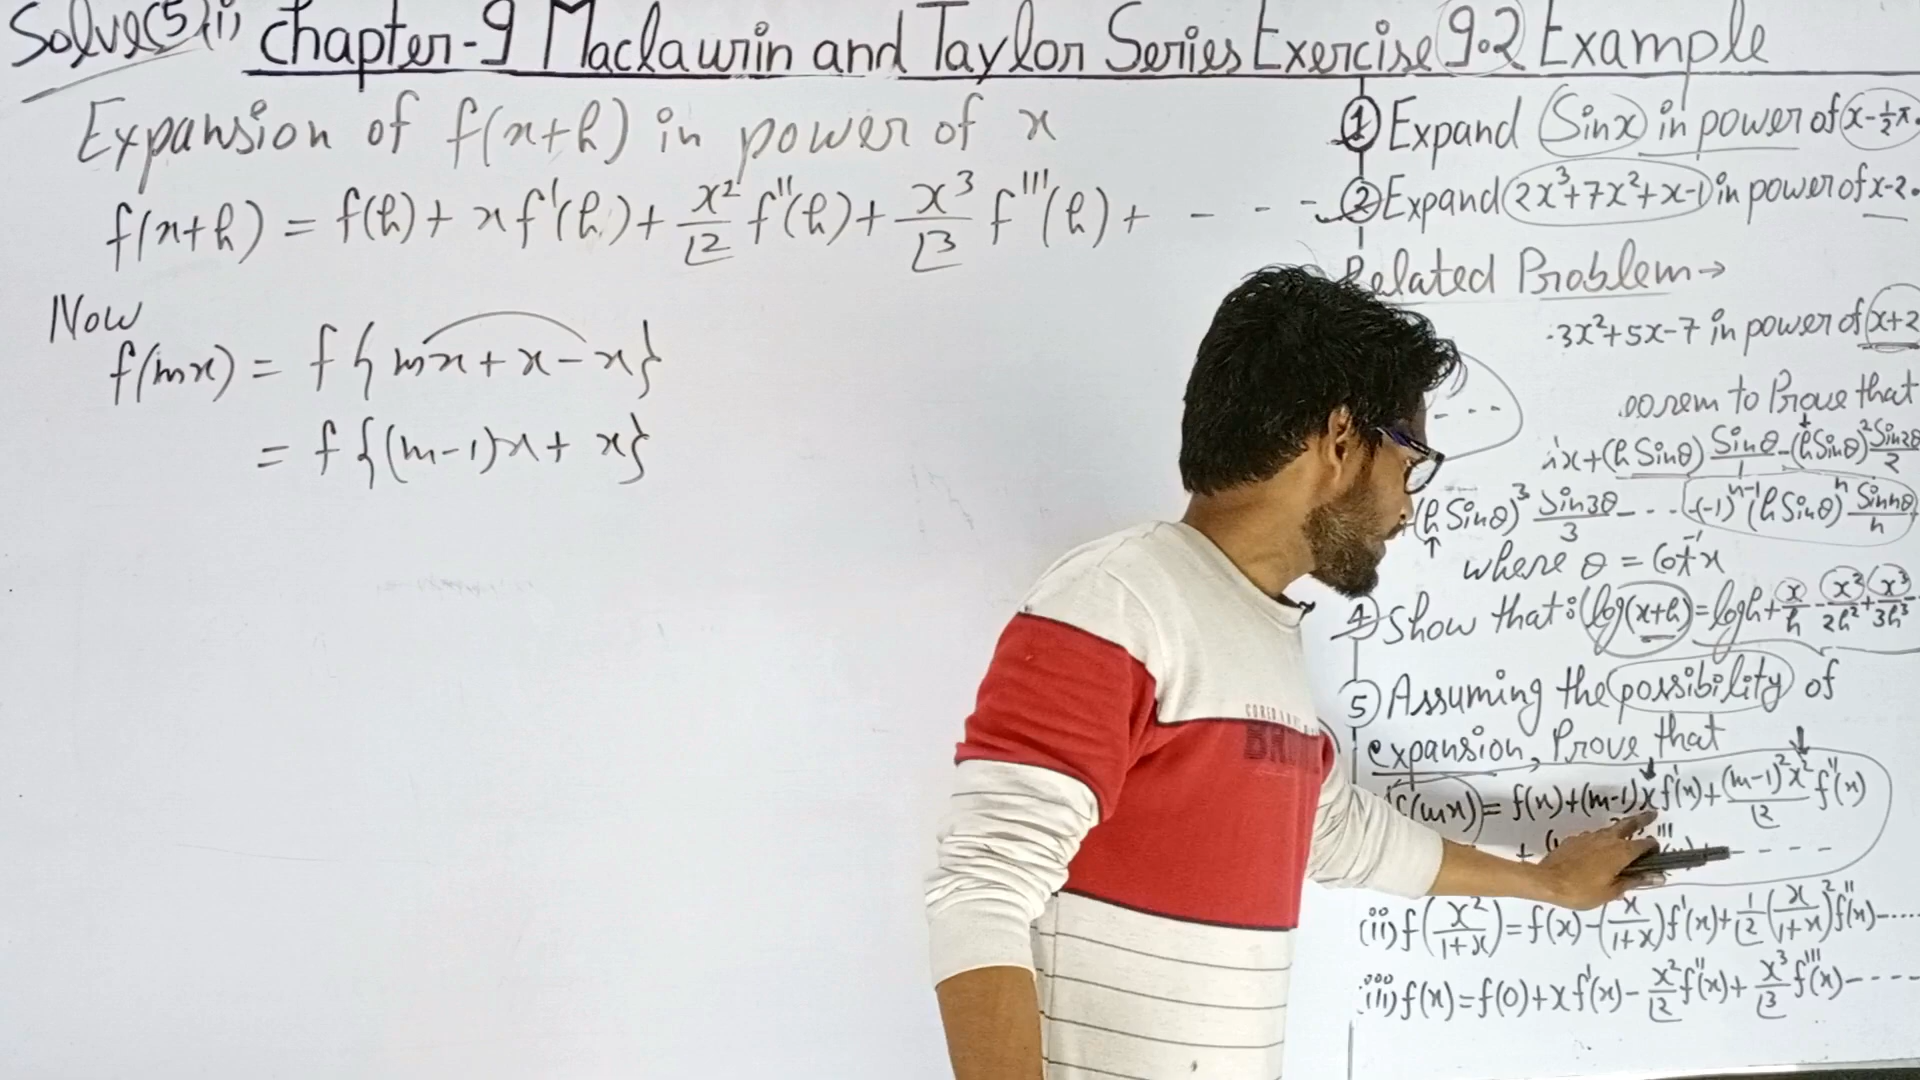 Solve(5)(i) Chapter-9 Maclaurin and Taylor Series Exercise 9.2 Example
Expansion of f(x+h) in power of x
f(x+h) = f(h) + x f'(h) + x²/⌊2 f''(h) + x³/⌊3 f'''(h) + - - - -
Now
f(mx) = f{mx + x - x}
= f{(m-1)x + x}
① Expand Sinx in power of x-½π.
② Expand 2x³+7x²+x-1 in power of x-2.
Related Problem→
3x²+5x-7 in power of x+2
to Prove that
x+(h Sinθ) Sinθ/1 - (h Sinθ)² Sin2θ/2
(h Sinθ)³ Sin3θ/3 - - - - (-1)ⁿ⁻¹ (h Sinθ)ⁿ Sin nθ/n
where θ = Cot⁻¹x
④ Show that: log(x+h) = logh + x/h - x²/2h² + x³/3h³ -
⑤ Assuming the possibility of
expansion, Prove that
f(mx) = f(x)+(m-1)xf'(x)+(m-1)²x²/⌊2 f''(x)
+ - - - -
(ii) f(x²/1+x) = f(x) - (x/1+x) f'(x) + 1/⌊2 (x/1+x)² f''(x) - - - -
(iii) f(x) = f(0) + x f'(x) - x²/⌊2 f''(x) + x³/⌊3 f'''(x) - - - -